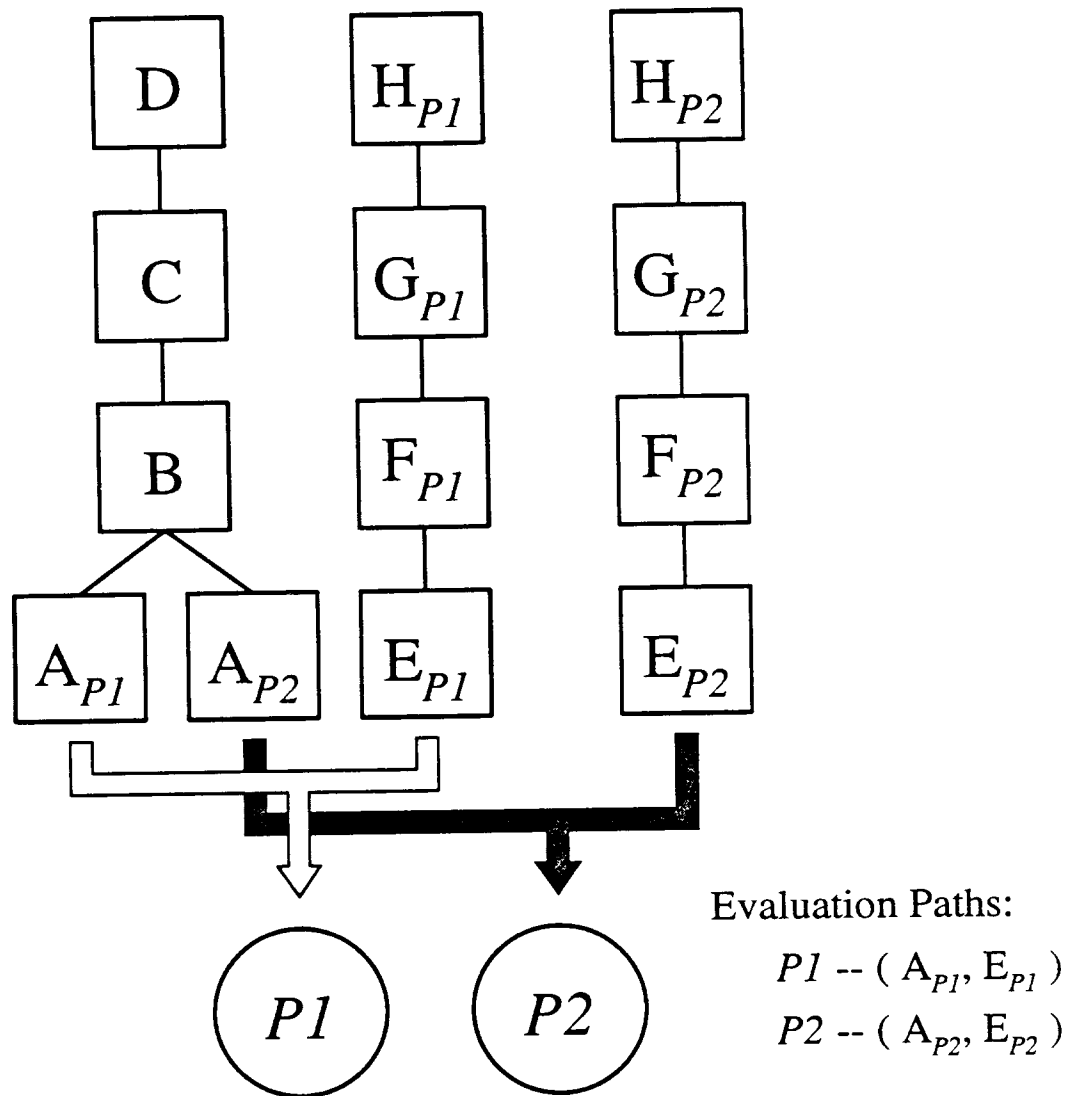 D H_P1 H_P2
C G_P1 G_P2
B F_P1 F_P2
A_P1 A_P2 E_P1 E_P2
P1 P2
Evaluation Paths:
P1 -- ( A_P1, E_P1 )
P2 -- ( A_P2, E_P2 )